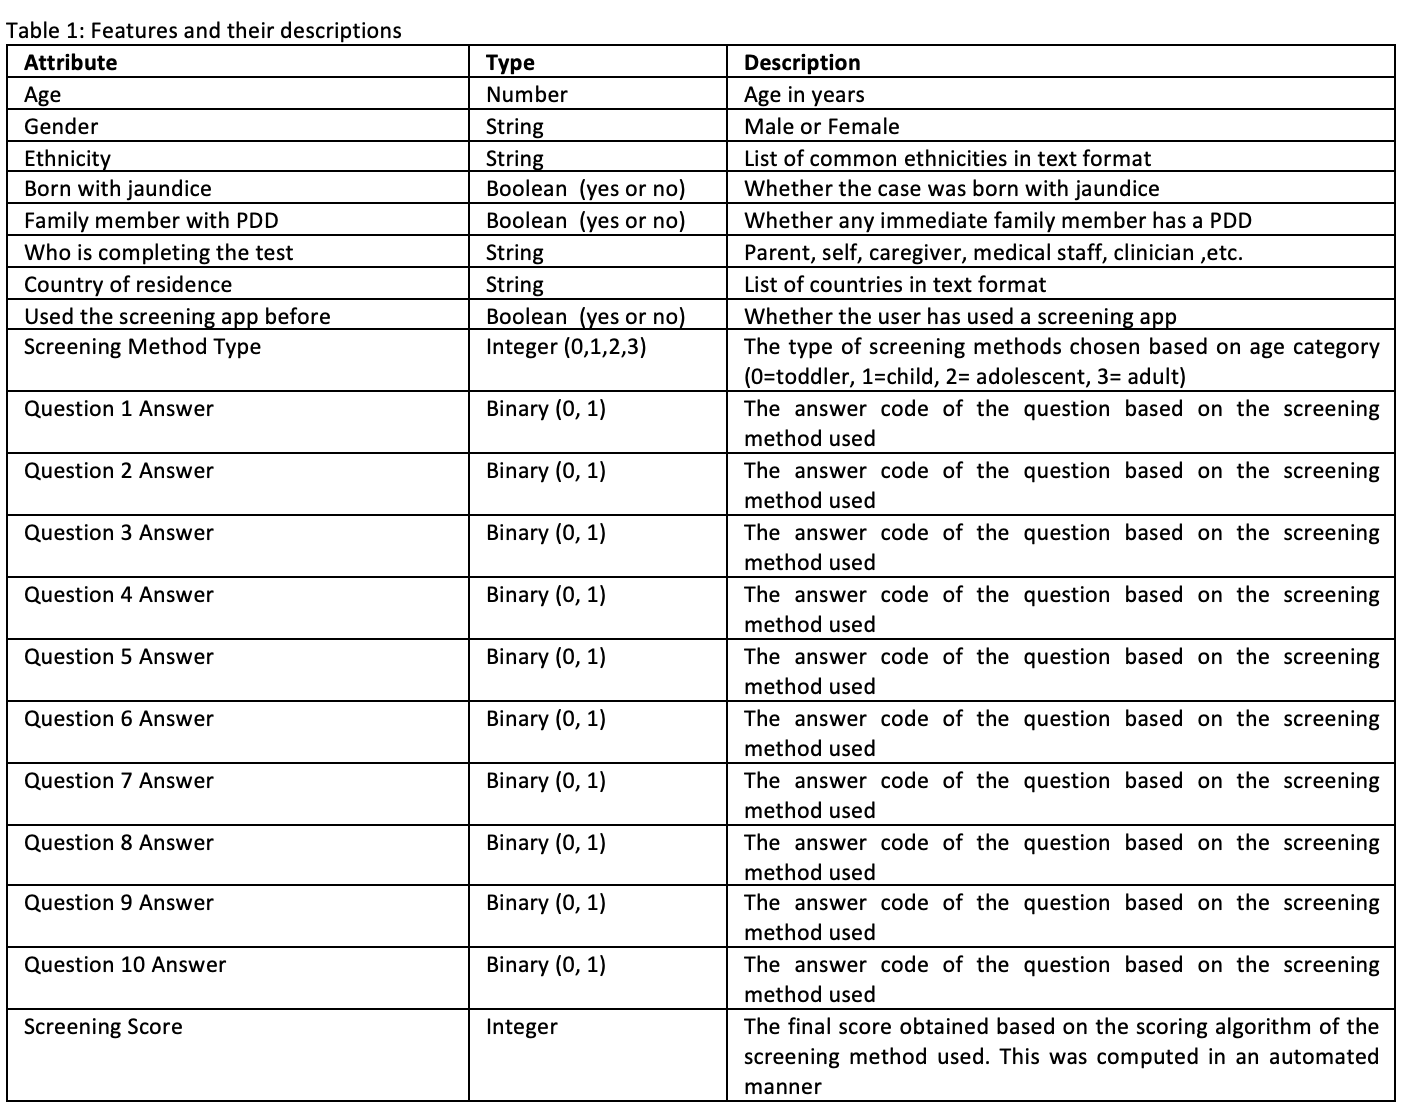 Table 1: Features and their descriptions
Attribute Type Description
Age Number Age in years
Gender String Male or Female
Ethnicity String List of common ethnicities in text format
Born with jaundice Boolean (yes or no) Whether the case was born with jaundice
Family member with PDD Boolean (yes or no) Whether any immediate family member has a PDD
Who is completing the test String Parent, self, caregiver, medical staff, clinician ,etc.
Country of residence String List of countries in text format
Used the screening app before Boolean (yes or no) Whether the user has used a screening app
Screening Method Type Integer (0,1,2,3) The type of screening methods chosen based on age category
(0=toddler, 1=child, 2= adolescent, 3= adult)
Question 1 Answer Binary (0, 1) The answer code of the question based on the screening
method used
Question 2 Answer Binary (0, 1) The answer code of the question based on the screening
method used
Question 3 Answer Binary (0, 1) The answer code of the question based on the screening
method used
Question 4 Answer Binary (0, 1) The answer code of the question based on the screening
method used
Question 5 Answer Binary (0, 1) The answer code of the question based on the screening
method used
Question 6 Answer Binary (0, 1) The answer code of the question based on the screening
method used
Question 7 Answer Binary (0, 1) The answer code of the question based on the screening
method used
Question 8 Answer Binary (0, 1) The answer code of the question based on the screening
method used
Question 9 Answer Binary (0, 1) The answer code of the question based on the screening
method used
Question 10 Answer Binary (0, 1) The answer code of the question based on the screening
method used
Screening Score Integer The final score obtained based on the scoring algorithm of the
screening method used. This was computed in an automated
manner